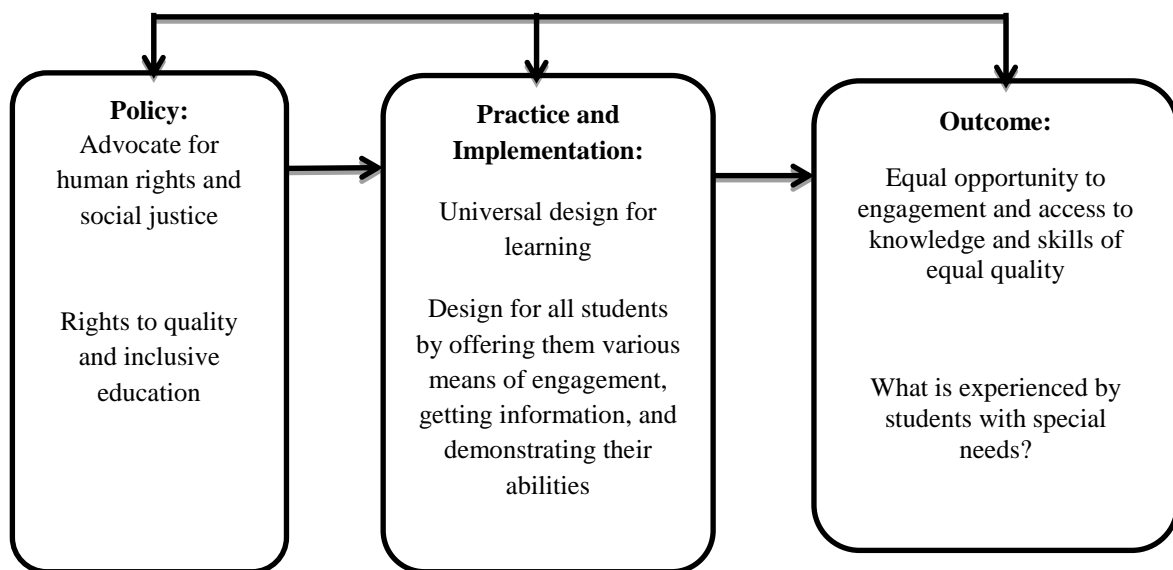 Policy:
Advocate for
human rights and
social justice
Rights to quality
and inclusive
education
Practice and
Implementation:
Universal design for
learning
Design for all students
by offering them various
means of engagement,
getting information, and
demonstrating their
abilities
Outcome:
Equal opportunity to
engagement and access to
knowledge and skills of
equal quality
What is experienced by
students with special
needs?